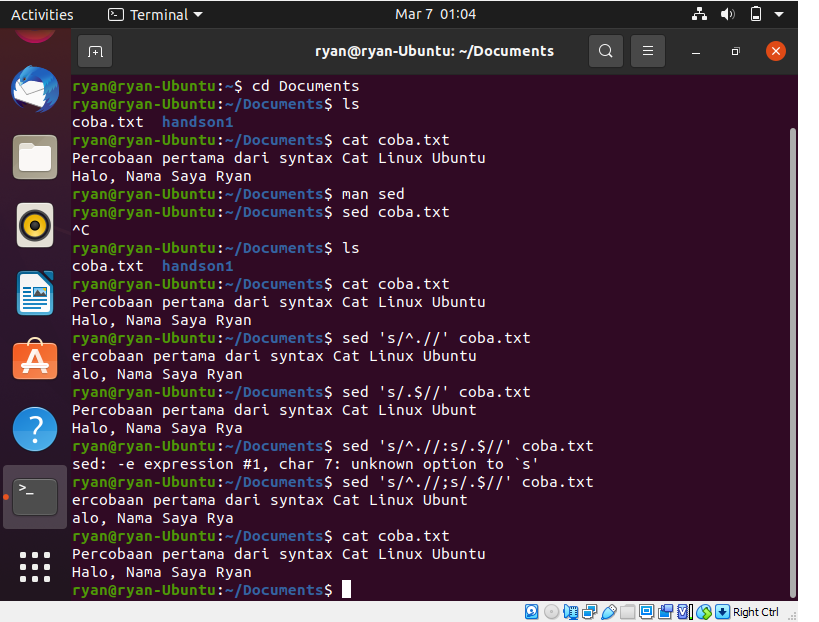 Activities Terminal Mar 7 01:04
ryan@ryan-Ubuntu: ~/Documents
ryan@ryan-Ubuntu:~$ cd Documents
ryan@ryan-Ubuntu:~/Documents$ ls
coba.txt handson1
ryan@ryan-Ubuntu:~/Documents$ cat coba.txt
Percobaan pertama dari syntax Cat Linux Ubuntu
Halo, Nama Saya Ryan
ryan@ryan-Ubuntu:~/Documents$ man sed
ryan@ryan-Ubuntu:~/Documents$ sed coba.txt
^C
ryan@ryan-Ubuntu:~/Documents$ ls
coba.txt handson1
ryan@ryan-Ubuntu:~/Documents$ cat coba.txt
Percobaan pertama dari syntax Cat Linux Ubuntu
Halo, Nama Saya Ryan
ryan@ryan-Ubuntu:~/Documents$ sed 's/^.//' coba.txt
ercobaan pertama dari syntax Cat Linux Ubuntu
alo, Nama Saya Ryan
ryan@ryan-Ubuntu:~/Documents$ sed 's/.$//' coba.txt
Percobaan pertama dari syntax Cat Linux Ubunt
Halo, Nama Saya Rya
ryan@ryan-Ubuntu:~/Documents$ sed 's/^.//:s/.$//' coba.txt
sed: -e expression #1, char 7: unknown option to `s'
ryan@ryan-Ubuntu:~/Documents$ sed 's/^.//;s/.$//' coba.txt
ercobaan pertama dari syntax Cat Linux Ubunt
alo, Nama Saya Rya
ryan@ryan-Ubuntu:~/Documents$ cat coba.txt
Percobaan pertama dari syntax Cat Linux Ubuntu
Halo, Nama Saya Ryan
ryan@ryan-Ubuntu:~/Documents$
Right Ctrl